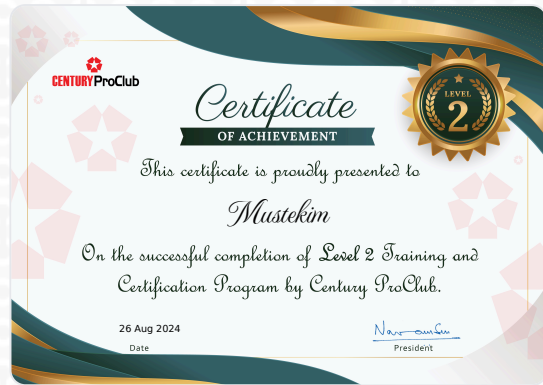 CENTURY ProClub
LEVEL
2
Certificate
OF ACHIEVEMENT
This certificate is proudly presented to
Mustekim
On the successful completion of Level 2 Training and
Certification Program by Century ProClub.
26 Aug 2024
Date
President